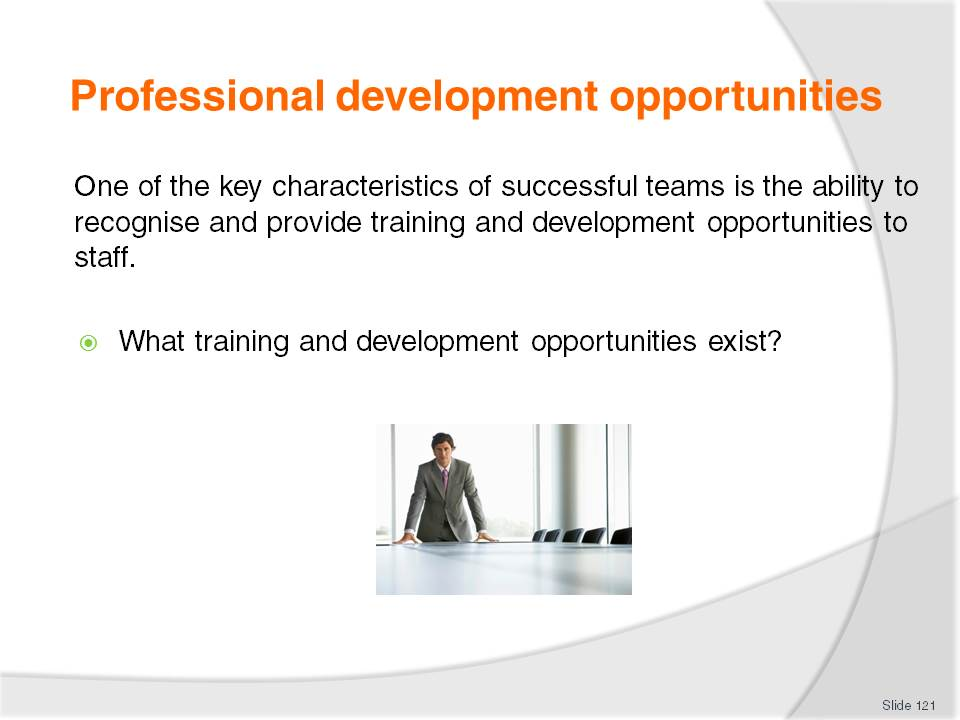 Professional development opportunities
One of the key characteristics of successful teams is the ability to
recognise and provide training and development opportunities to
staff.
What training and development opportunities exist?
Slide 121